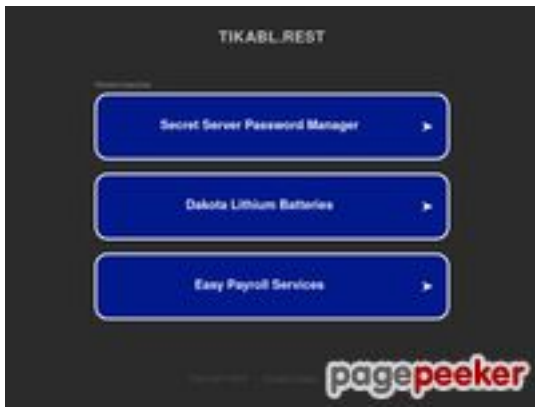 TIKABL.REST
Secret Server Password Manager
Dakota Lithium Batteries
Easy Payroll Services
pagepeeker